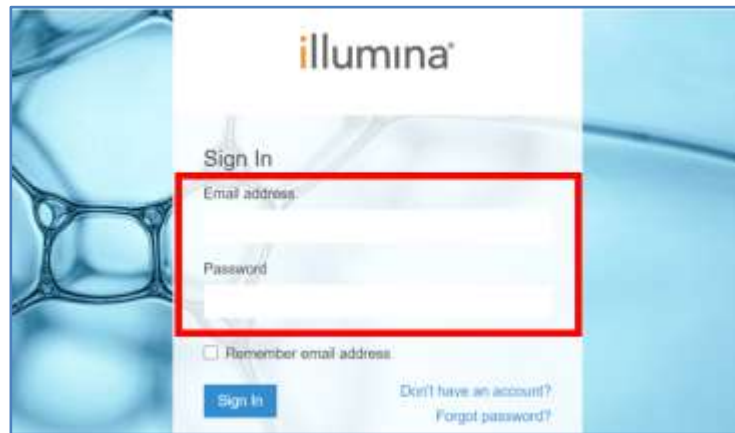 illumina®
Sign In
Email address
Password
Remember email address
Sign In
Don't have an account?
Forgot password?